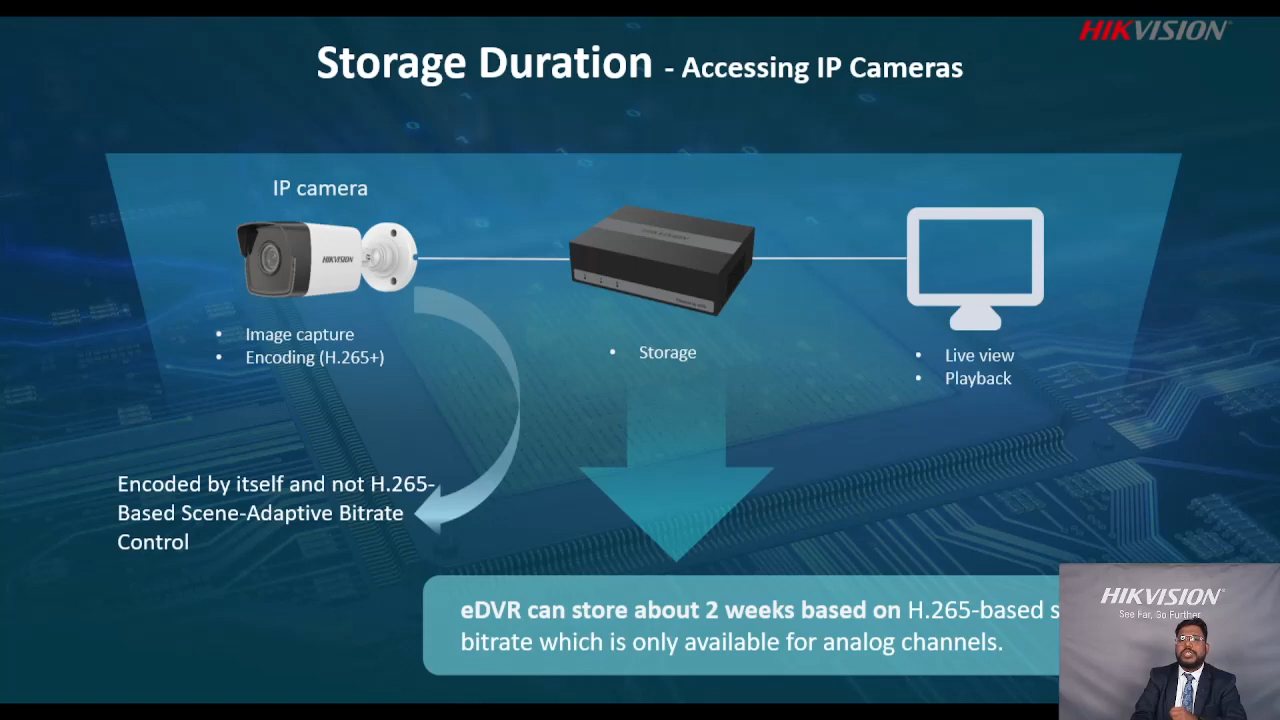 HIKVISION
Storage Duration - Accessing IP Cameras
IP camera
HIKVISION
HIKVISION
• Image capture
• Encoding (H.265+)
• Storage
• Live view
• Playback
Encoded by itself and not H.265-
Based Scene-Adaptive Bitrate
Control
eDVR can store about 2 weeks based on H.265-based s
bitrate which is only available for analog channels.
HIKVISION
See Far, Go Further